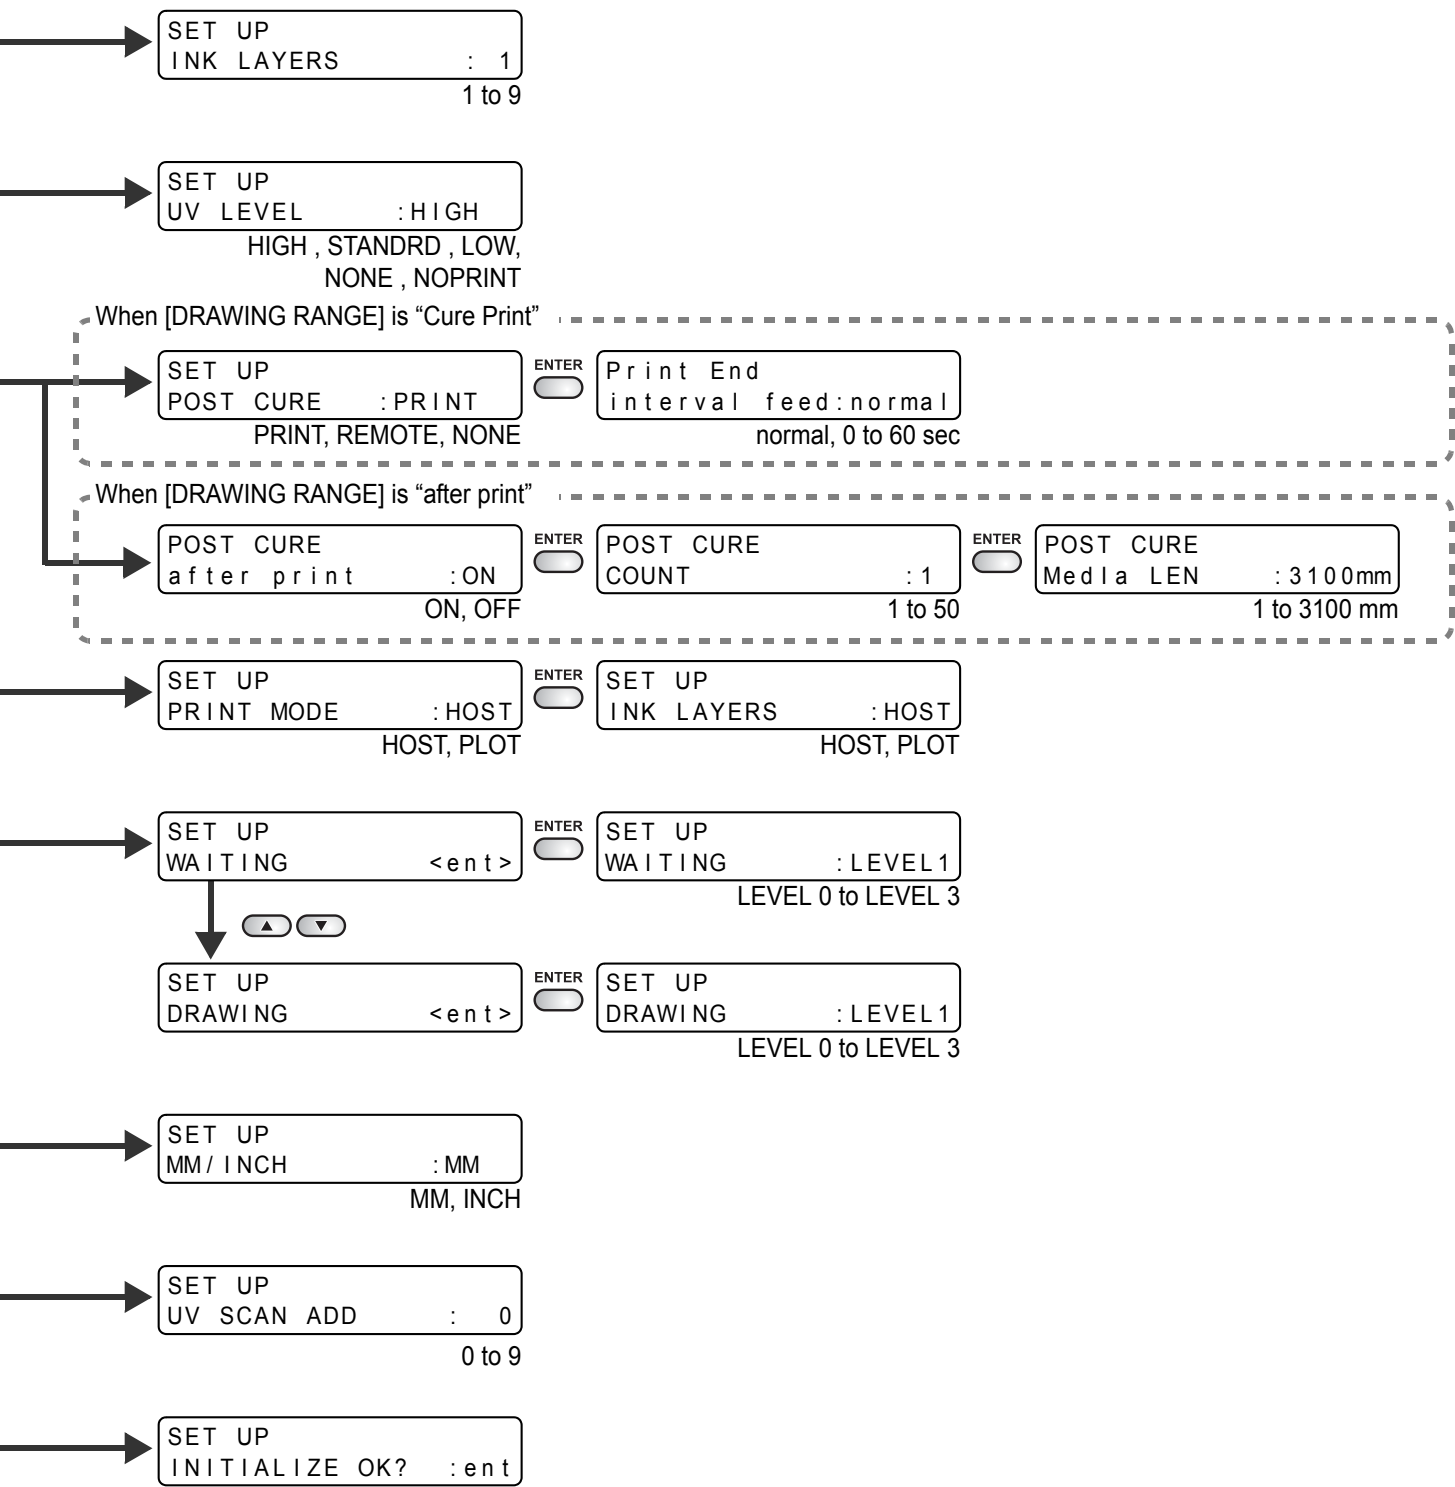 SET UP
INK LAYERS : 1
1 to 9
SET UP
UV LEVEL :HIGH
HIGH , STANDRD , LOW,
NONE , NOPRINT
When [DRAWING RANGE] is “Cure Print”
SET UP
POST CURE :PRINT
PRINT, REMOTE, NONE
ENTER
Print End
interval feed:normal
normal, 0 to 60 sec
When [DRAWING RANGE] is “after print”
POST CURE
after print :ON
ON, OFF
ENTER
POST CURE
COUNT :1
1 to 50
ENTER
POST CURE
MedIa LEN :3100mm
1 to 3100 mm
SET UP
PRINT MODE :HOST
HOST, PLOT
ENTER
SET UP
INK LAYERS :HOST
HOST, PLOT
SET UP
WAITING <ent>
ENTER
SET UP
WAITING :LEVEL1
LEVEL 0 to LEVEL 3
SET UP
DRAWING <ent>
ENTER
SET UP
DRAWING :LEVEL1
LEVEL 0 to LEVEL 3
SET UP
MM/INCH :MM
MM, INCH
SET UP
UV SCAN ADD : 0
0 to 9
SET UP
INITIALIZE OK? :ent